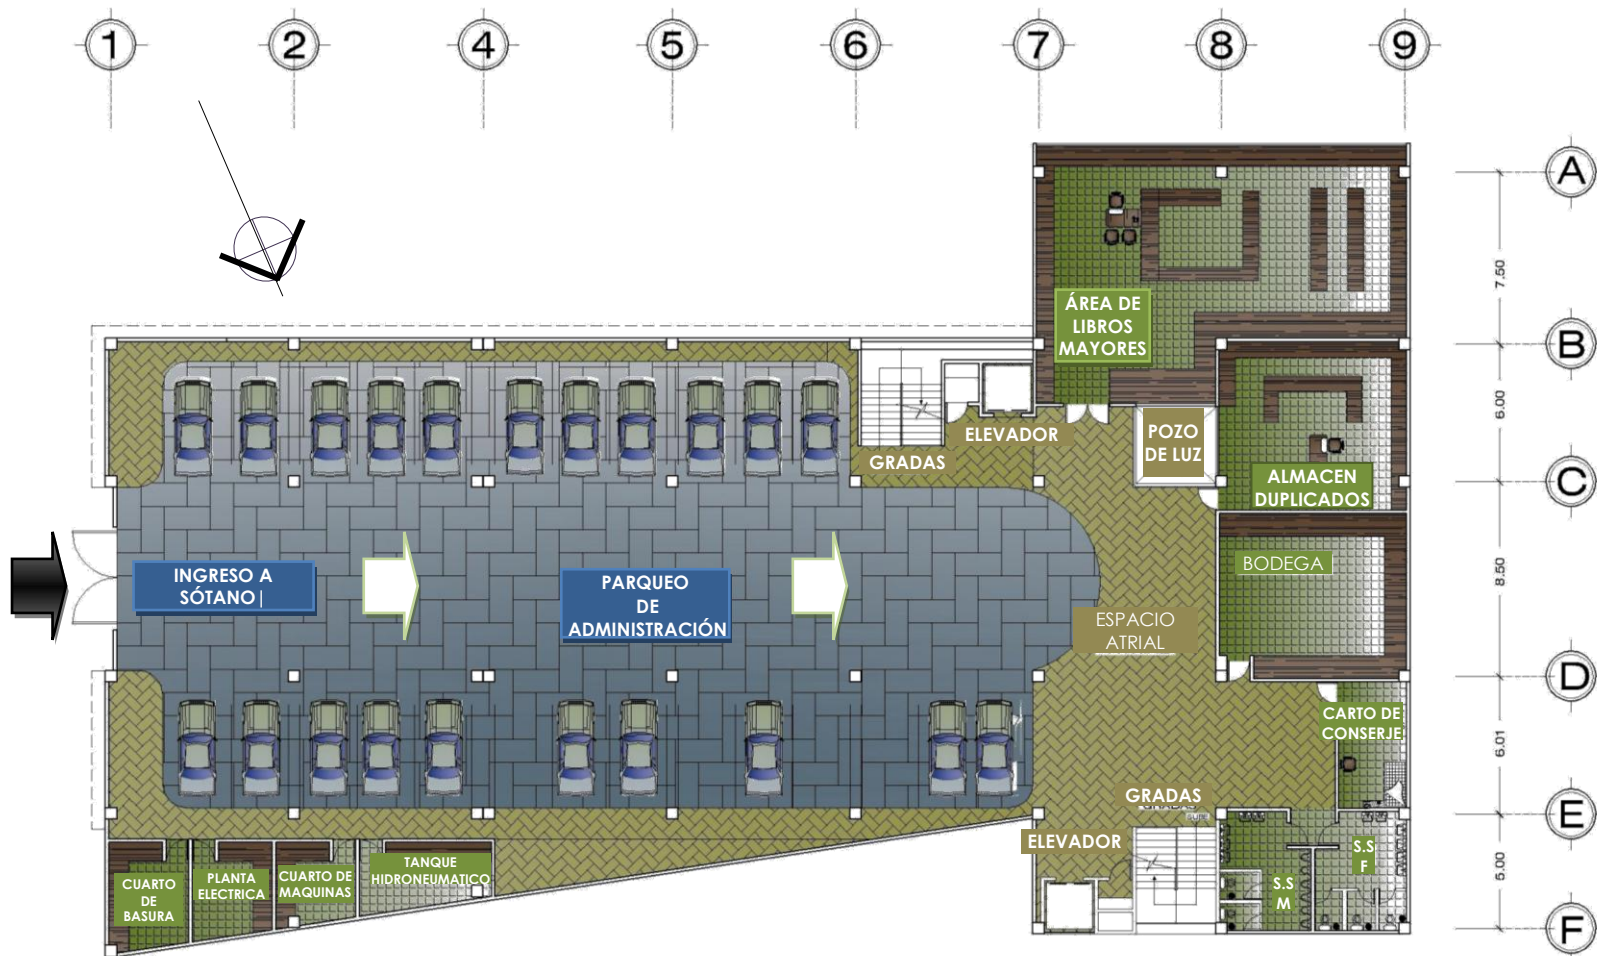 1 2 4 5 6 7 8 9
A
7.50
B
6.00
C
8.50
D
6.01
E
5.00
F
ÁREA DE
LIBROS
MAYORES
ELEVADOR
GRADAS
POZO
DE LUZ
ALMACEN
DUPLICADOS
BODEGA
INGRESO A
SÓTANO|
PARQUEO
DE
ADMINISTRACIÓN
ESPACIO
ATRIAL
CARTO DE
CONSERJE
GRADAS
ELEVADOR
S.S
F
S.S
M
CUARTO
DE
BASURA
PLANTA
ELECTRICA
CUARTO DE
MAQUINAS
TANQUE
HIDRONEUMATICO